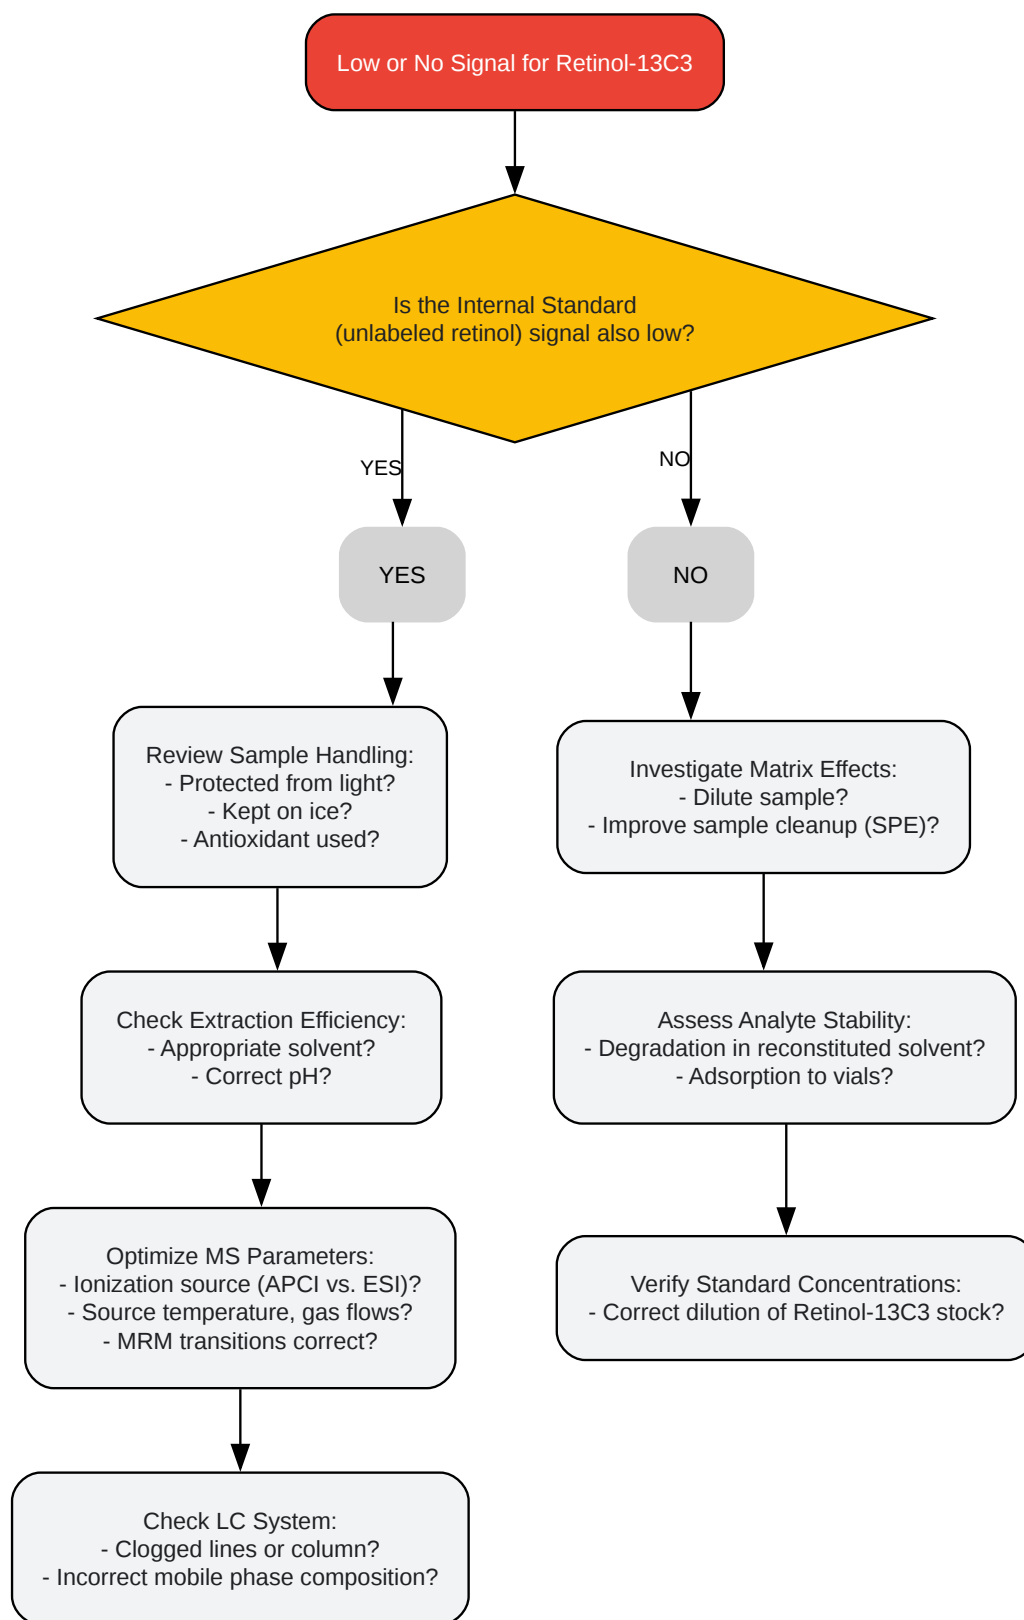 Low or No Signal for Retinol-13C3
Is the Internal Standard
(unlabeled retinol) signal also low?
YES
NO
YES
NO
Review Sample Handling:
- Protected from light?
- Kept on ice?
- Antioxidant used?
Investigate Matrix Effects:
- Dilute sample?
- Improve sample cleanup (SPE)?
Check Extraction Efficiency:
- Appropriate solvent?
- Correct pH?
Assess Analyte Stability:
- Degradation in reconstituted solvent?
- Adsorption to vials?
Optimize MS Parameters:
- Ionization source (APCI vs. ESI)?
- Source temperature, gas flows?
- MRM transitions correct?
Verify Standard Concentrations:
- Correct dilution of Retinol-13C3 stock?
Check LC System:
- Clogged lines or column?
- Incorrect mobile phase composition?